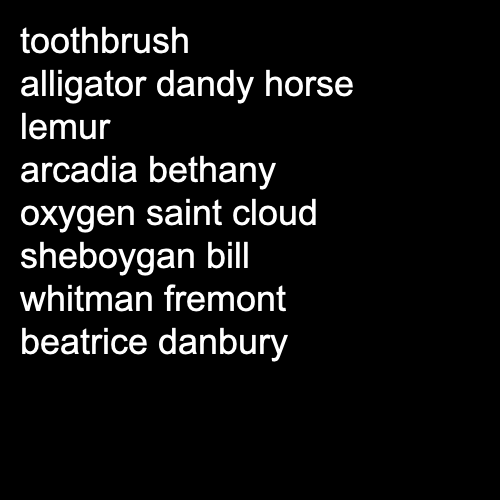 toothbrush
alligator dandy horse
lemur
arcadia bethany
oxygen saint cloud
sheboygan bill
whitman fremont
beatrice danbury